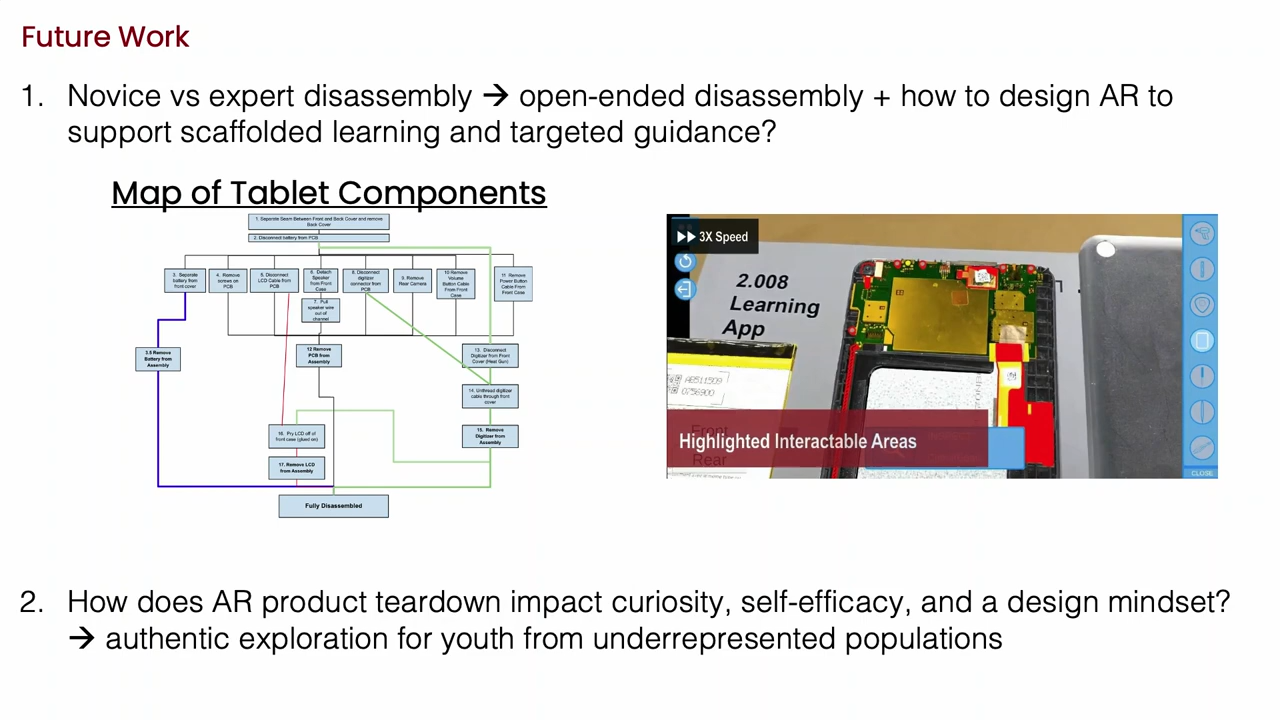 Future Work
1. Novice vs expert disassembly → open-ended disassembly + how to design AR to
support scaffolded learning and targeted guidance?
Map of Tablet Components
1. Separate Seam Between Front and Back Cover and remove
Back Cover
2. Disconnect battery from PCB
3. Separate
battery from
front cover
4. Remove
screws on
PCB
5. Disconnect
LCD Cable from
PCB
6. Detach
Speaker
from Front
Case
8. Disconnect
digitizer
connector from
PCB
9. Remove
Rear Camera
10 Remove
Volume
Button Cable
From Front
Case
11. Remove
Power Button
Cable From
Front Case
7. Pull
speaker wire
out of
channel
3.5 Remove
Battery from
Assembly
12 Remove
PCB from
Assembly
13. Disconnect
Digitizer from Front
Cover (Heat Gun)
14. Unthread digitizer
cable through front
cover
15. Remove
Digitizer from
Assembly
16. Pry LCD off of
front case (glued on)
17. Remove LCD
from Assembly
Fully Disassembled
3X Speed
2.008
Learning
App
A6511509
0756900
Front
Rear
Highlighted Interactable Areas
CLOSE
2. How does AR product teardown impact curiosity, self-efficacy, and a design mindset?
→ authentic exploration for youth from underrepresented populations